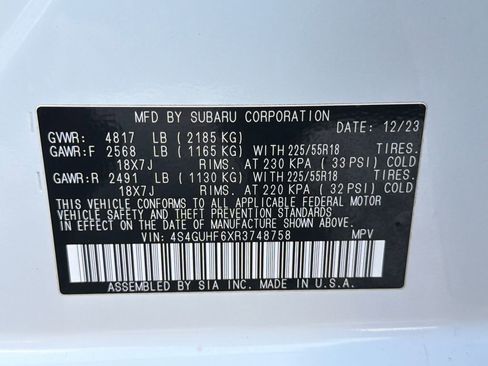 MFD BY SUBARU CORPORATION
GVWR: 4817 LB (2185 KG) DATE: 12/23
GAWR:F 2568 LB (1165 KG) WITH 225/55R18 TIRES.
18X7J RIMS. AT 230 KPA (33 PSI) COLD
GAWR:R 2491 LB (1130 KG) WITH 225/55R18 TIRES.
18X7J RIMS. AT 220 KPA (32 PSI) COLD
THIS VEHICLE CONFORMS TO ALL APPLICABLE FEDERAL MOTOR
VEHICLE SAFETY AND THEFT PREVENTION STANDARDS IN
EFFECT ON THE DATE OF MANUFACTURE SHOWN ABOVE.
VIN: 4S4GUHF6XR3748758 MPV
ASSEMBLED BY SIA INC. MADE IN U.S.A.